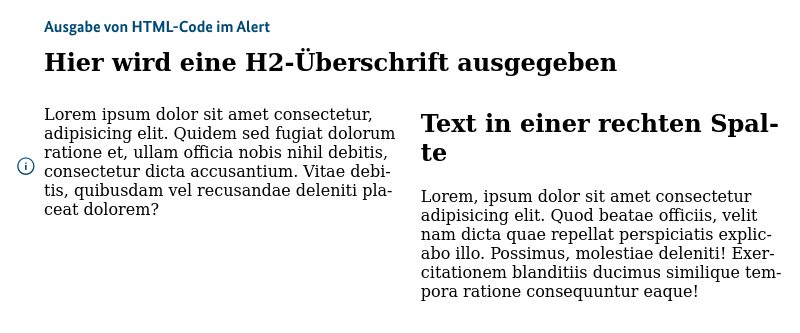 Ausgabe von HTML-Code im Alert
Hier wird eine H2-Überschrift ausgegeben
Lorem ipsum dolor sit amet consectetur,
adipisicing elit. Quidem sed fugiat dolorum
ratione et, ullam officia nobis nihil debitis,
consectetur dicta accusantium. Vitae debi-
tis, quibusdam vel recusandae deleniti pla-
ceat dolorem?
Text in einer rechten Spal-
te
Lorem, ipsum dolor sit amet consectetur
adipisicing elit. Quod beatae officiis, velit
nam dicta quae repellat perspiciatis explic-
abo illo. Possimus, molestiae deleniti! Exer-
citationem blanditiis ducimus similique tem-
pora ratione consequuntur eaque!